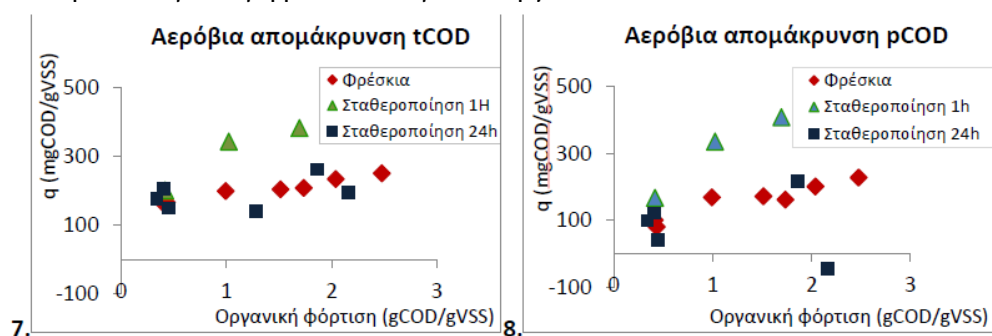 Αερόβια απομάκρυνση tCOD
q (mgCOD/gVSS)
500
300
100
-100
0
1
2
3
Φρέσκια
Σταθεροποίηση 1Η
Σταθεροποίηση 24h
Οργανική φόρτιση (gCOD/gVSS)
7.
Αερόβια απομάκρυνση pCOD
q (mgCOD/gVSS)
500
300
100
-100
0
1
2
3
Φρέσκια
Σταθεροποίηση 1h
Σταθεροποίηση 24h
Οργανική φόρτιση (gCOD/gVSS)
8.